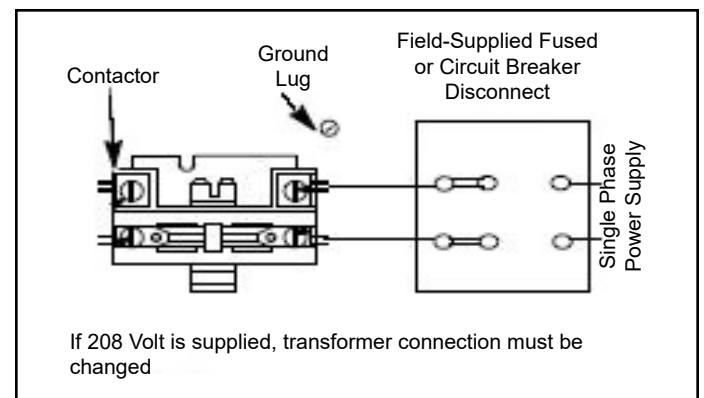 Field-Supplied Fused
or Circuit Breaker
Disconnect
Ground
Lug
Contactor
Single Phase
Power Supply
If 208 Volt is supplied, transformer connection must be
changed